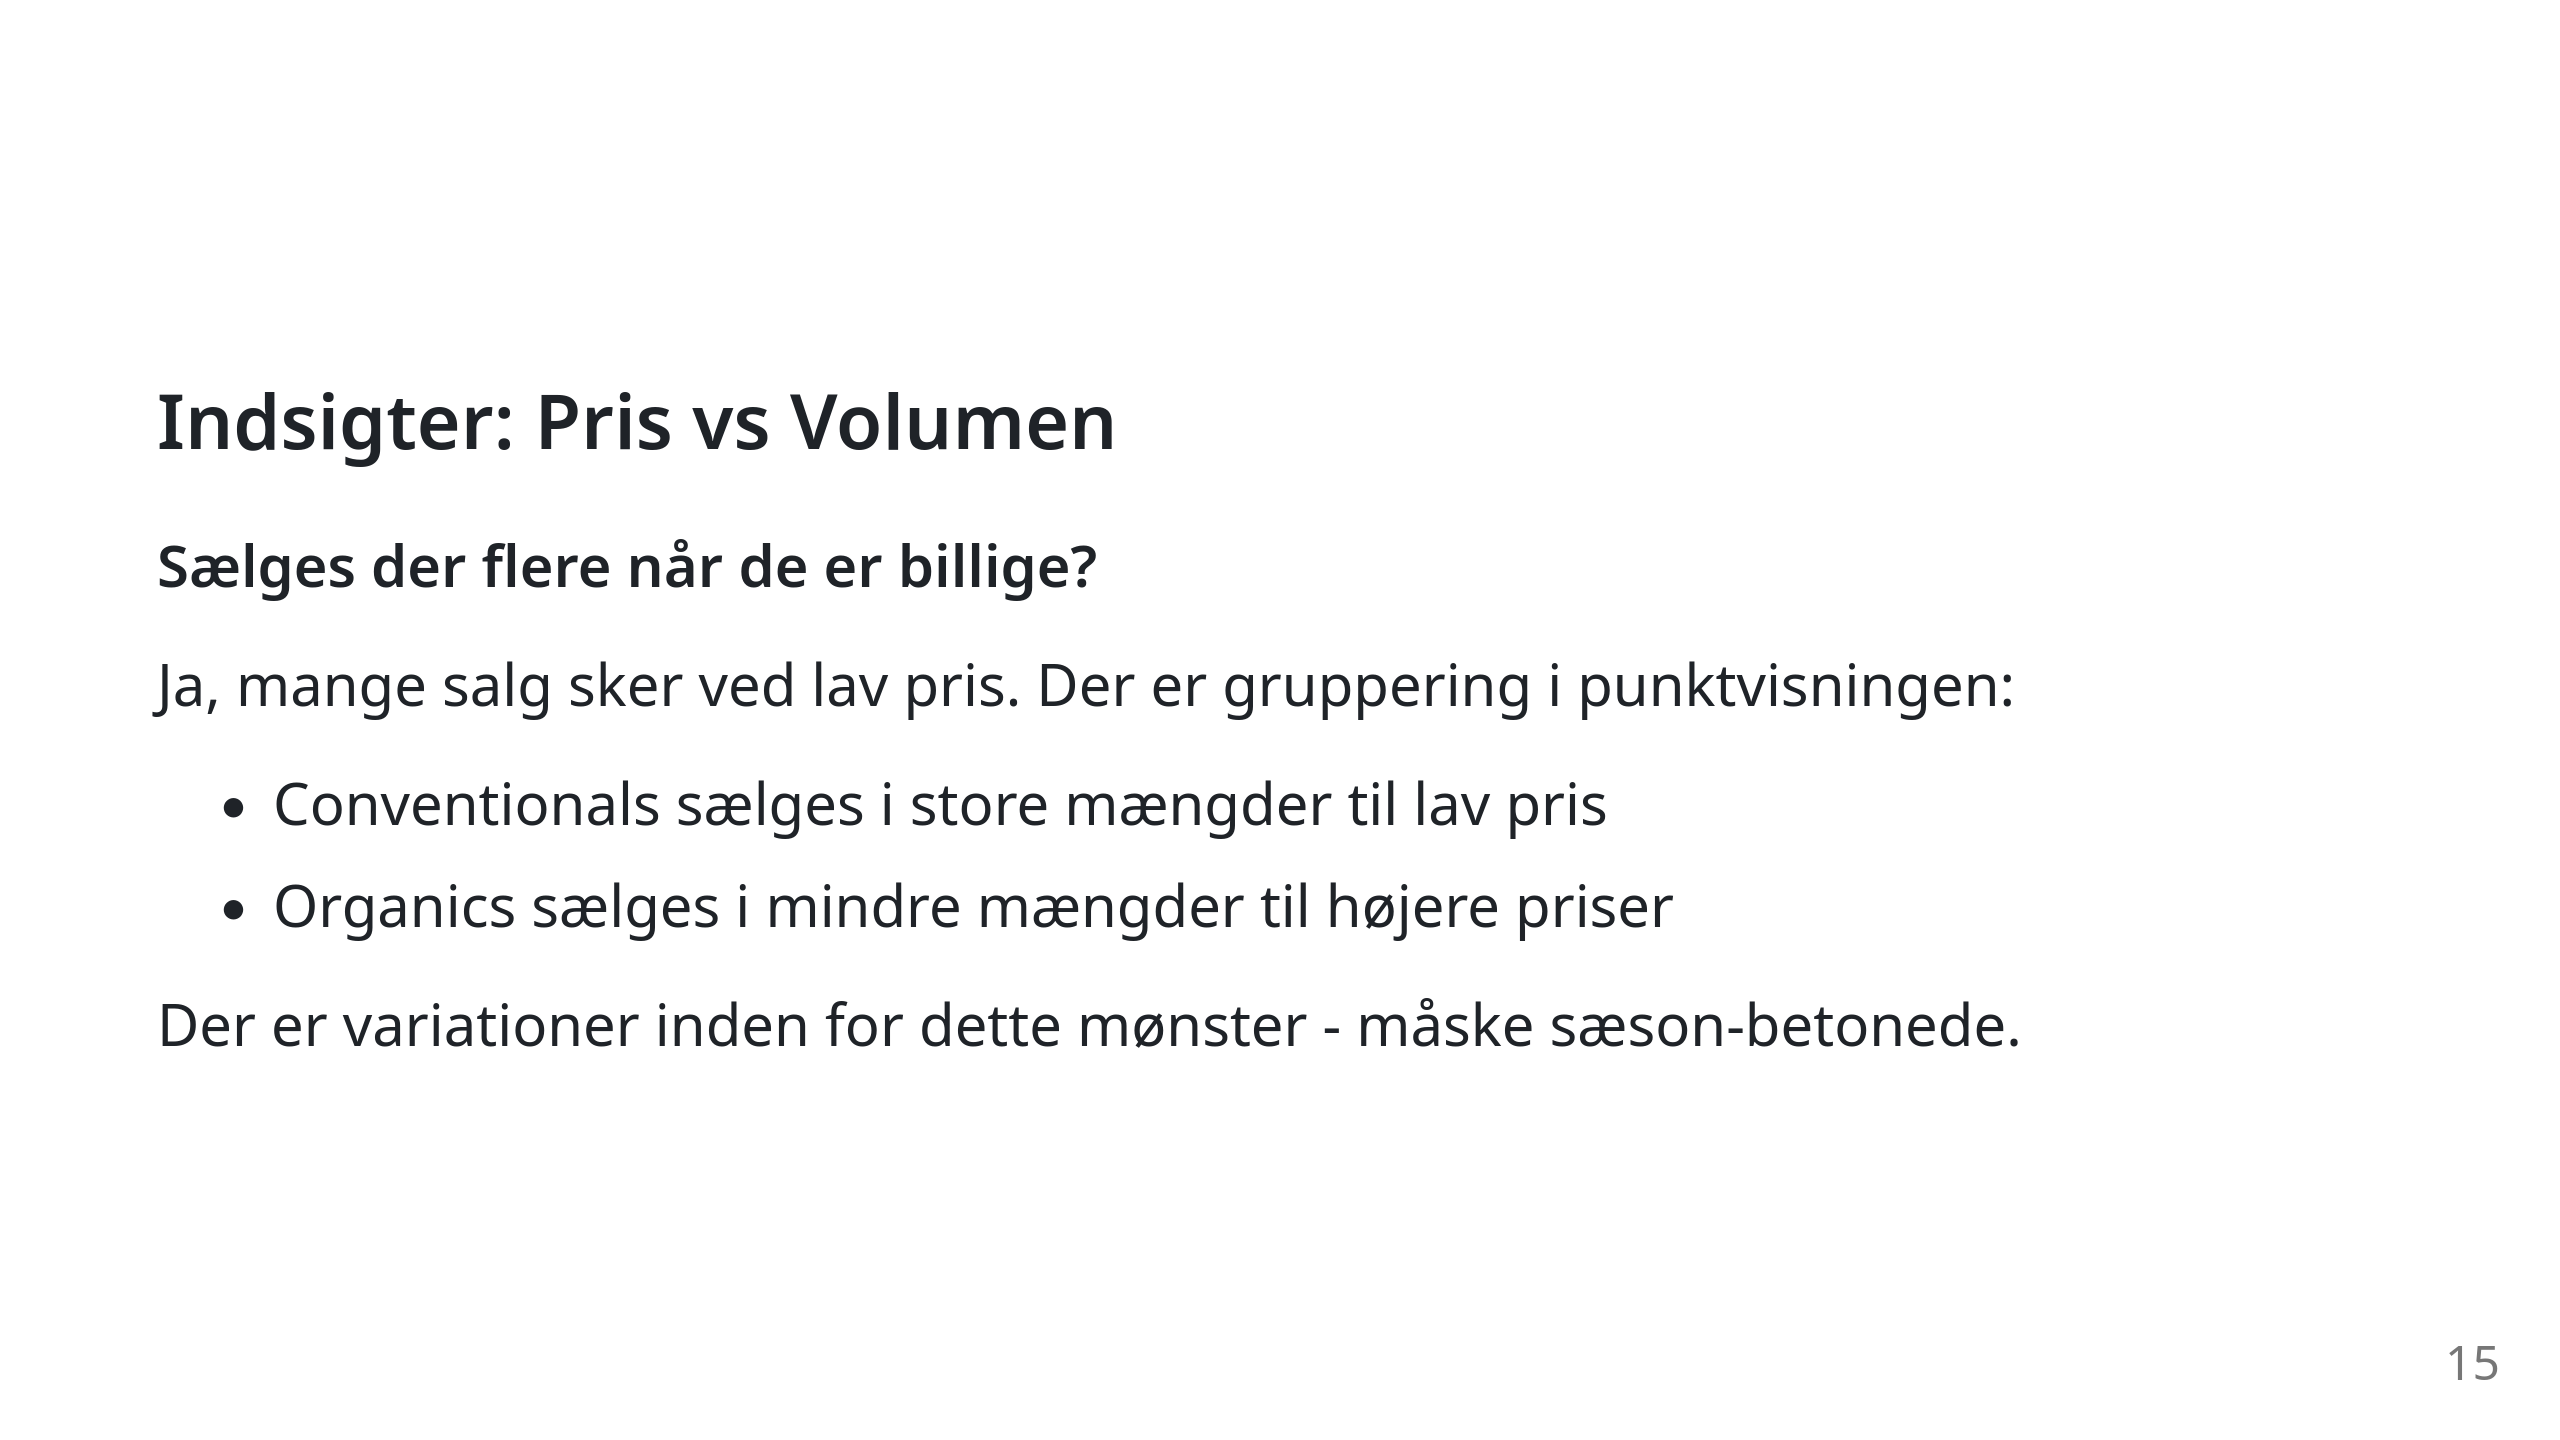 Indsigter: Pris vs Volumen
Sælges der flere når de er billige?
Ja, mange salg sker ved lav pris. Der er gruppering i punktvisningen:
• Conventionals sælges i store mængder til lav pris
• Organics sælges i mindre mængder til højere priser
Der er variationer inden for dette mønster - måske sæson-betonede.
15